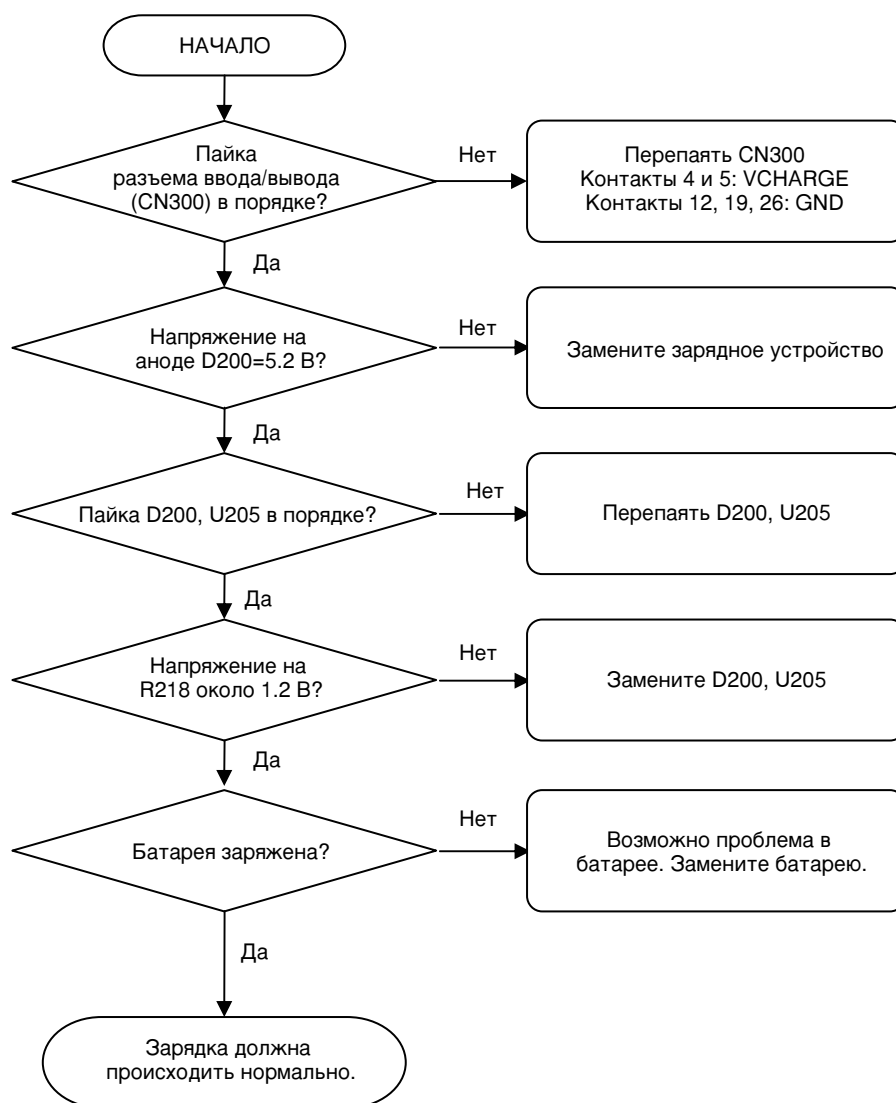 НАЧАЛО
Пайка
разъема ввода/вывода
(CN300) в порядке?
Нет
Перепаять CN300
Контакты 4 и 5: VCHARGE
Контакты 12, 19, 26: GND
Да
Напряжение на
аноде D200=5.2 В?
Нет
Замените зарядное устройство
Да
Пайка D200, U205 в порядке?
Нет
Перепаять D200, U205
Да
Напряжение на
R218 около 1.2 В?
Нет
Замените D200, U205
Да
Батарея заряжена?
Нет
Возможно проблема в
батарее. Замените батарею.
Да
Зарядка должна
происходить нормально.